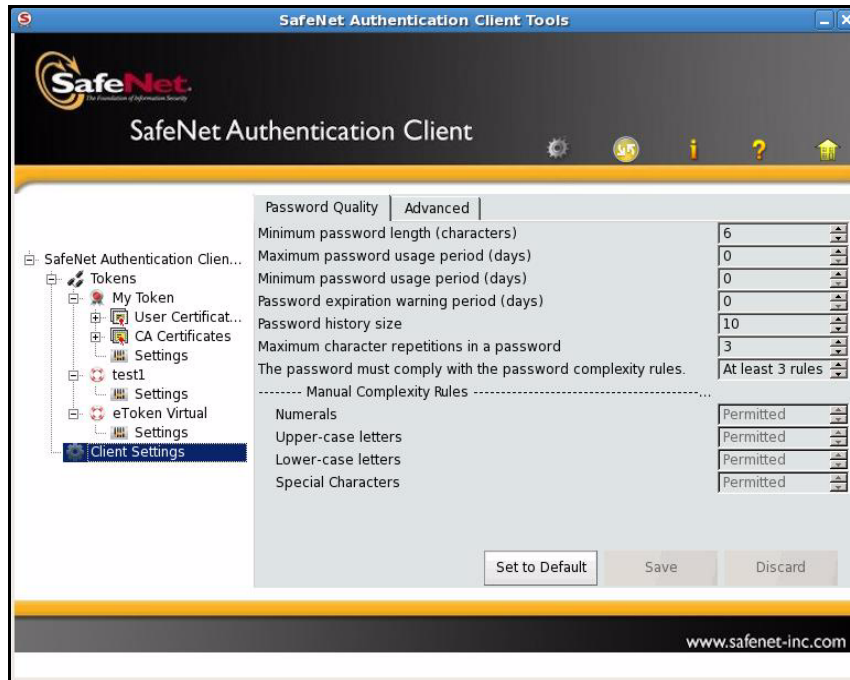 SafeNet Authentication Client Tools
SafeNet.
The Foundation of Information Security
SafeNet Authentication Client
Password Quality Advanced
Minimum password length (characters) 6
SafeNet Authentication Clien... Maximum password usage period (days) 0
Tokens Minimum password usage period (days) 0
My Token Password expiration warning period (days) 0
User Certificat... Password history size 10
CA Certificates Maximum character repetitions in a password 3
Settings
test1 The password must comply with the password complexity rules. At least 3 rules
Settings -------- Manual Complexity Rules ----------------------------------------...
eToken Virtual Numerals Permitted
Settings Upper-case letters Permitted
Client Settings Lower-case letters Permitted
Special Characters Permitted
Set to Default Save Discard
www.safenet-inc.com